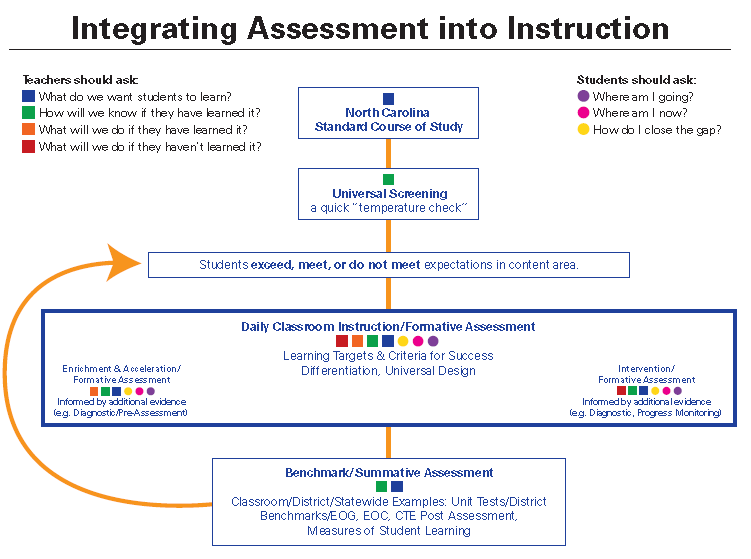 Integrating Assessment into Instruction
Teachers should ask:
What do we want students to learn?
How will we know if they have learned it?
What will we do if they have learned it?
What will we do if they haven't learned it?
Students should ask:
Where am I going?
Where am I now?
How do I close the gap?
North Carolina
Standard Course of Study
Universal Screening
a quick “temperature check”
Students exceed, meet, or do not meet expectations in content area.
Daily Classroom Instruction/Formative Assessment
Learning Targets & Criteria for Success
Differentiation, Universal Design
Enrichment & Acceleration/
Formative Assessment
Informed by additional evidence
(e.g. Diagnostic/Pre-Assessment)
Intervention/
Formative Assessment
Informed by additional evidence
(e.g. Diagnostic, Progress Monitoring)
Benchmark/Summative Assessment
Classroom/District/Statewide Examples: Unit Tests/District
Benchmarks/EOG, EOC, CTE Post Assessment,
Measures of Student Learning